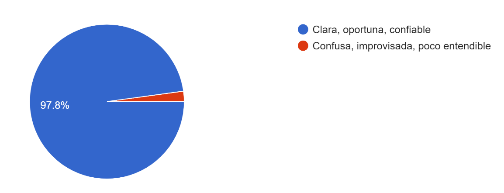 Clara, oportuna, confiable
Confusa, improvisada, poco entendible
97.8%